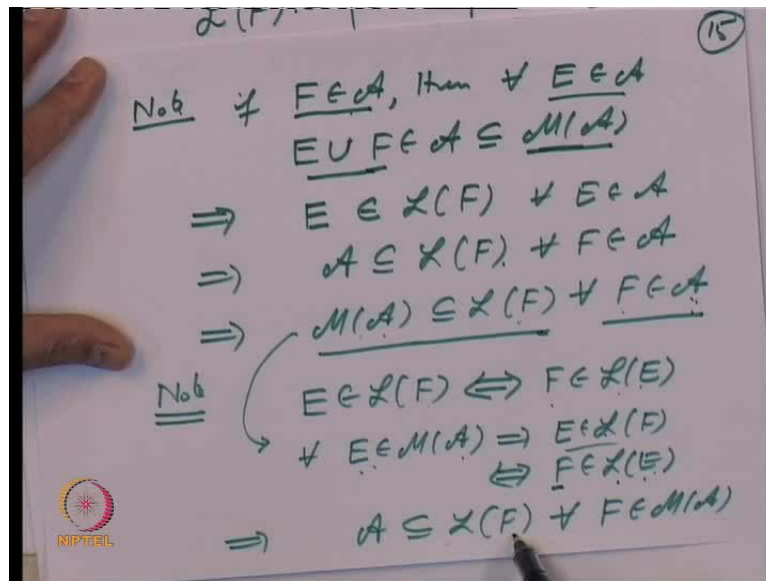 L(F)
15
Note if F ∈ A, then ∀ E ∈ A
E ∪ F ∈ A ⊆ M(A)
⇒ E ∈ L(F) ∀ E ∈ A
⇒ A ⊆ L(F). ∀ F ∈ A
⇒ M(A) ⊆ L(F) ∀ F ∈ A
Note E ∈ L(F) ⇔ F ∈ L(E)
∀ E ∈ M(A) ⇒ E ∈ L(F)
⇔ F ∈ L(E)
⇒ A ⊆ L(F) ∀ F ∈ M(A)
NPTEL